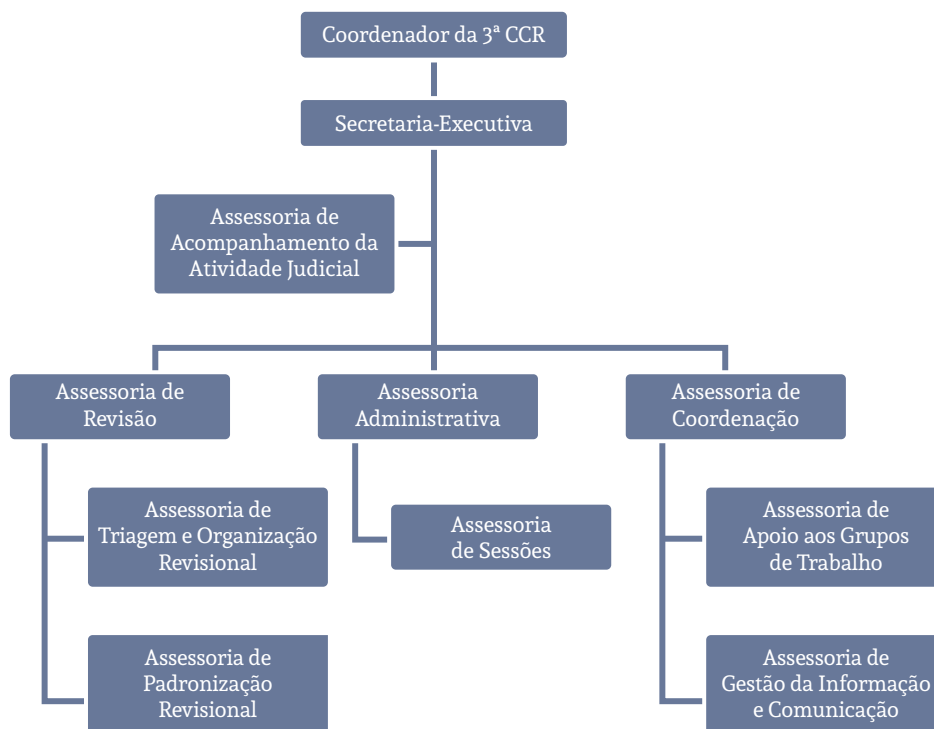 Coordenador da 3ª CCR
Secretaria-Executiva
Assessoria de
Acompanhamento da
Atividade Judicial
Assessoria de
Revisão
Assessoria
Administrativa
Assessoria de
Coordenação
Assessoria de
Triagem e Organização
Revisional
Assessoria
de Sessões
Assessoria de
Apoio aos Grupos
de Trabalho
Assessoria de
Padronização
Revisional
Assessoria de
Gestão da Informação
e Comunicação